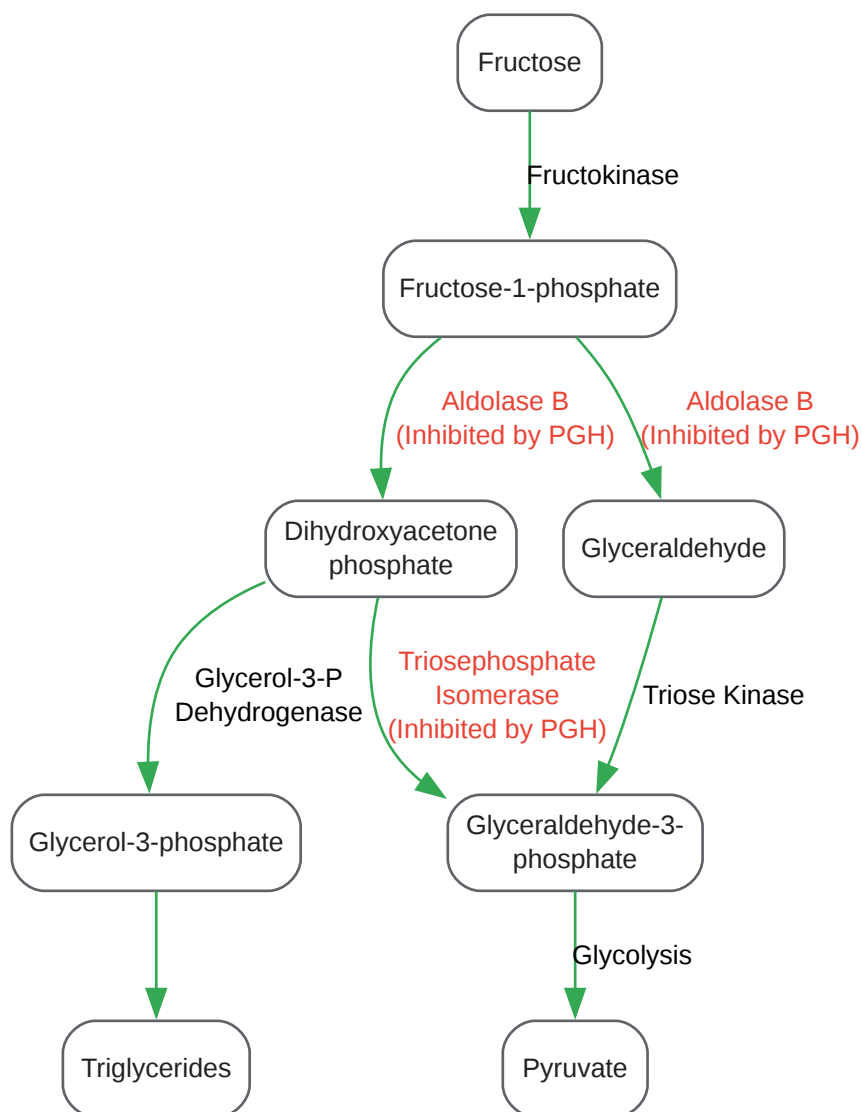 Fructose
Fructokinase
Fructose-1-phosphate
Aldolase B
(Inhibited by PGH)
Aldolase B
(Inhibited by PGH)
Dihydroxyacetone
phosphate
Glyceraldehyde
Glycerol-3-P
Dehydrogenase
Triosephosphate
Isomerase
(Inhibited by PGH)
Triose Kinase
Glycerol-3-phosphate
Glyceraldehyde-3-
phosphate
Glycolysis
Triglycerides
Pyruvate